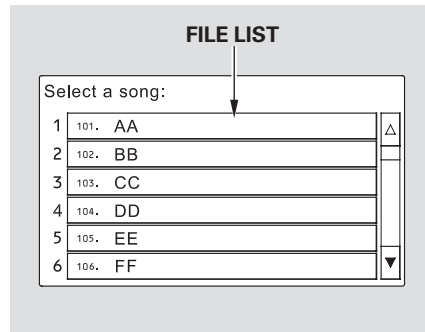 FILE LIST
Select a song:
1 101. AA
2 102. BB
3 103. CC
4 104. DD
5 105. EE
6 106. FF